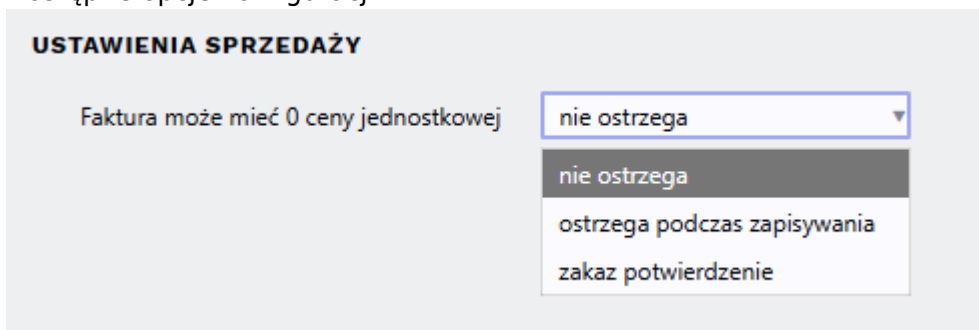 USTAWIENIA SPRZEDAŻY
Faktura może mieć 0 ceny jednostkowej nie ostrzega
nie ostrzega
ostrzega podczas zapisywania
zakaz potwierdzenie